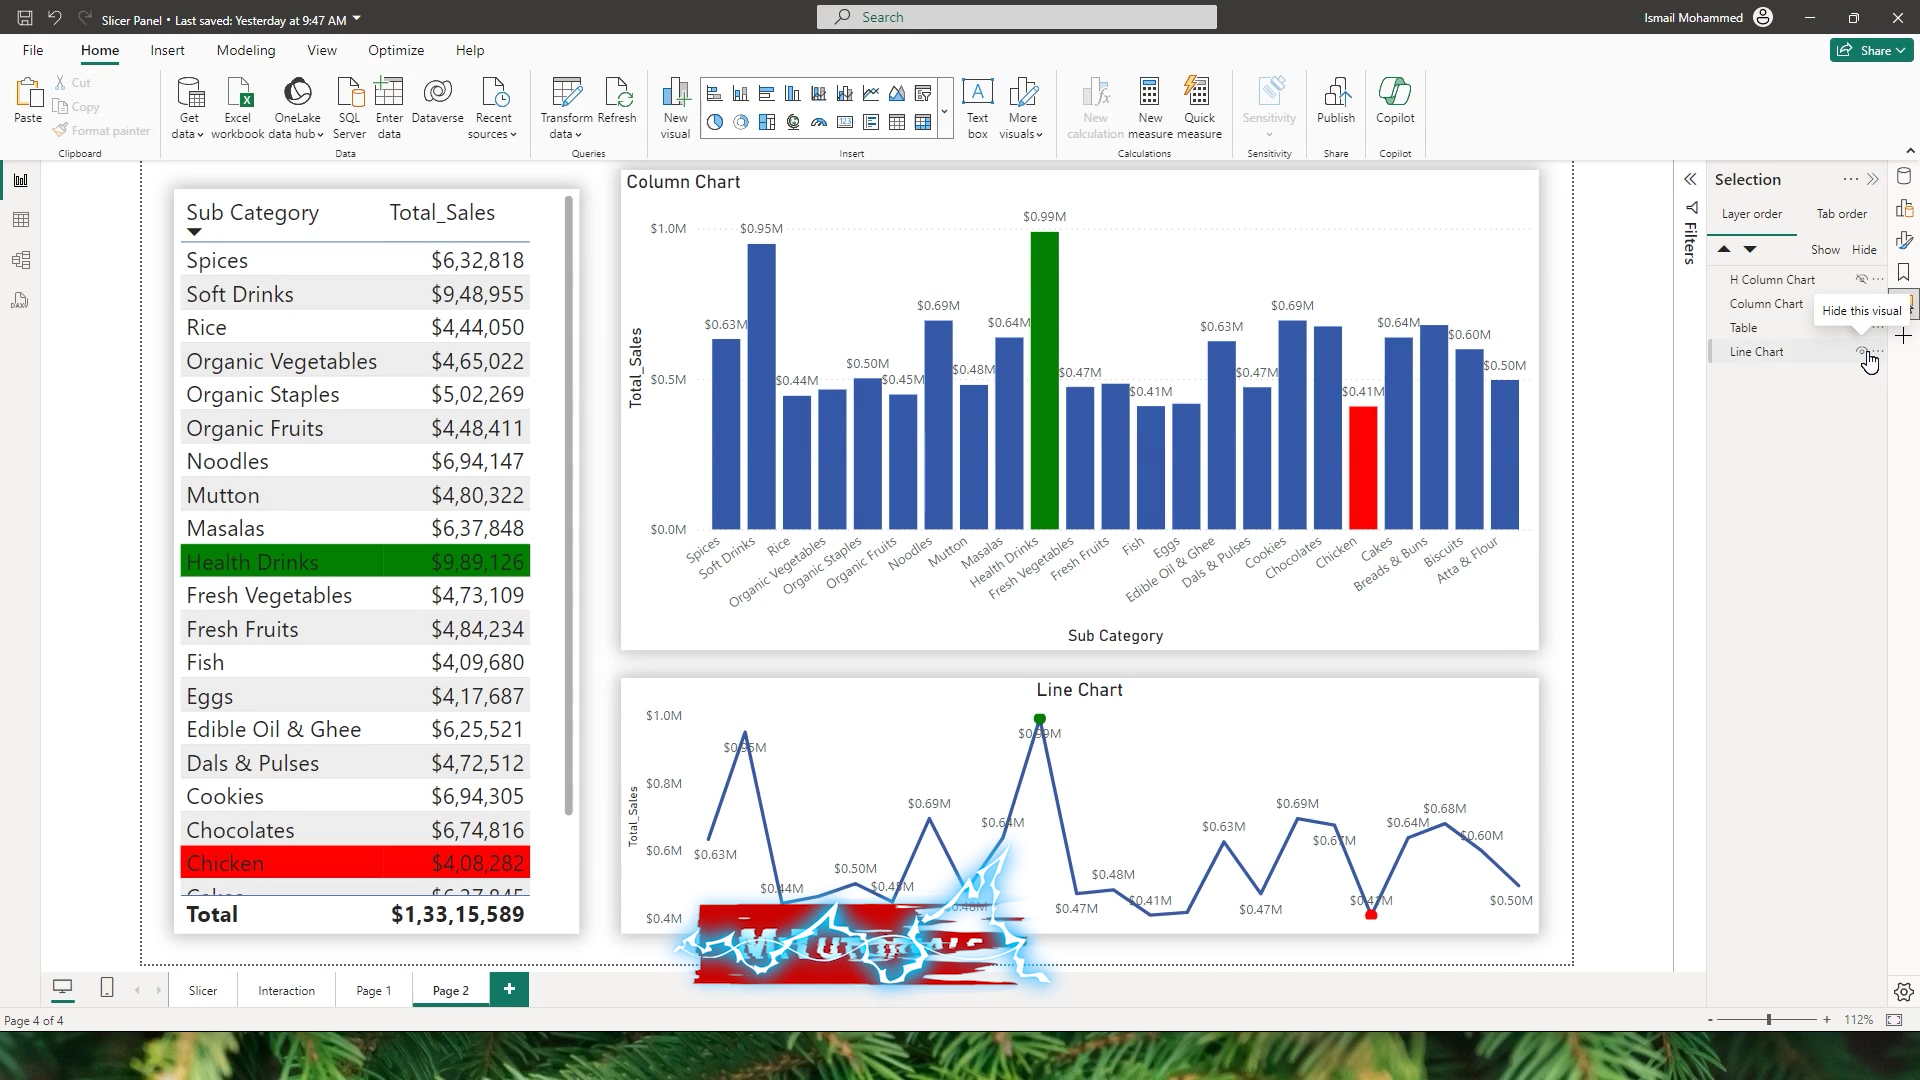 Slicer Panel • Last saved: Yesterday at 9:47 AM
Search
Ismail Mohammed
File Home Insert Modeling View Optimize Help
Share
Paste
Cut
Copy
Format painter
Clipboard
Get data
Excel workbook
OneLake data hub
SQL Server
Enter data
Dataverse
Recent sources
Data
Transform data
Refresh
Queries
New visual
Text box
More visuals
Insert
New calculation
New measure
Quick measure
Calculations
Sensitivity
Sensitivity
Publish
Share
Copilot
Copilot
Sub Category Total_Sales
Spices $6,32,818
Soft Drinks $9,48,955
Rice $4,44,050
Organic Vegetables $4,65,022
Organic Staples $5,02,269
Organic Fruits $4,48,411
Noodles $6,94,147
Mutton $4,80,322
Masalas $6,37,848
Health Drinks $9,89,126
Fresh Vegetables $4,73,109
Fresh Fruits $4,84,234
Fish $4,09,680
Eggs $4,17,687
Edible Oil & Ghee $6,25,521
Dals & Pulses $4,72,512
Cookies $6,94,305
Chocolates $6,74,816
Chicken $4,08,282
Total $1,33,15,589
Column Chart
Total_Sales
$1.0M
$0.5M
$0.0M
$0.63M $0.95M $0.44M $0.50M $0.45M $0.69M $0.48M $0.64M $0.99M $0.47M $0.41M $0.63M $0.47M $0.69M $0.41M $0.64M $0.60M $0.50M
Spices Soft Drinks Rice Organic Vegetables Organic Staples Organic Fruits Noodles Mutton Masalas Health Drinks Fresh Vegetables Fresh Fruits Fish Eggs Edible Oil & Ghee Dals & Pulses Cookies Chocolates Chicken Cakes Breads & Buns Biscuits Atta & Flour
Sub Category
Line Chart
Total_Sales
$1.0M
$0.8M
$0.6M
$0.4M
$0.63M $0.95M $0.44M $0.50M $0.45M $0.69M $0.48M $0.64M $0.99M $0.47M $0.48M $0.41M $0.63M $0.47M $0.69M $0.67M $0.41M $0.64M $0.68M $0.60M $0.50M
Filters
Selection
Layer order Tab order
Show Hide
H Column Chart
Column Chart
Hide this visual
Table
Line Chart
Slicer Interaction Page 1 Page 2
Page 4 of 4
112%